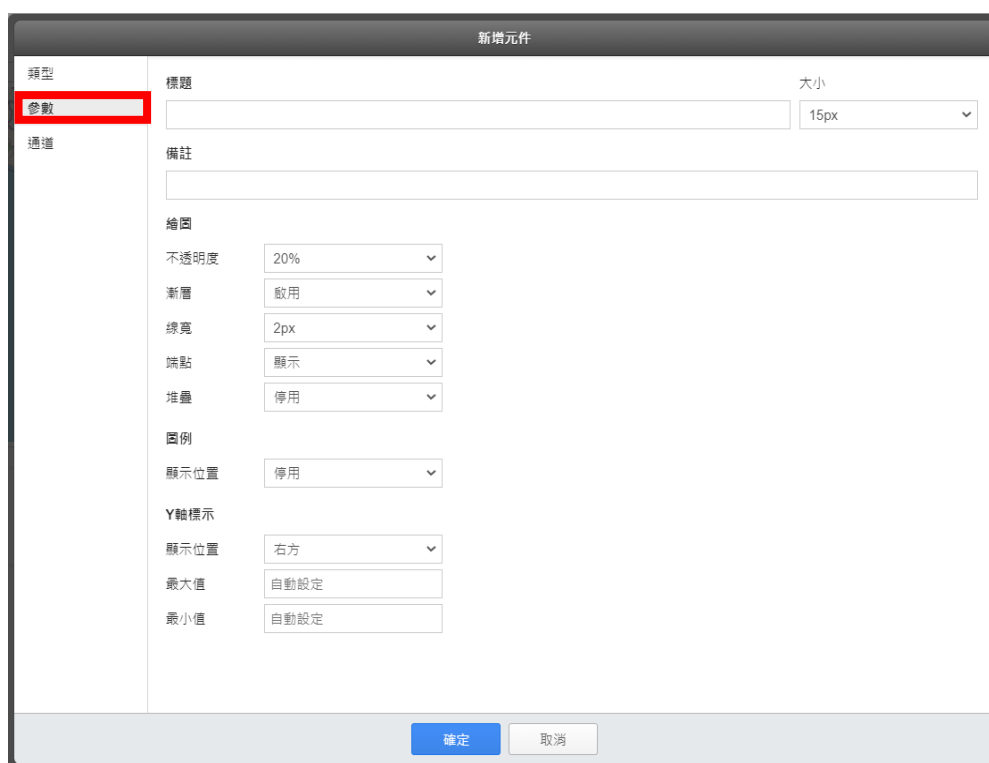 新增元件
類型
參數
通道
標題 大小
15px
備註
繪圖
不透明度 20%
漸層 啟用
線寬 2px
端點 顯示
堆疊 停用
圖例
顯示位置 停用
Y軸標示
顯示位置 右方
最大值 自動設定
最小值 自動設定
確定 取消